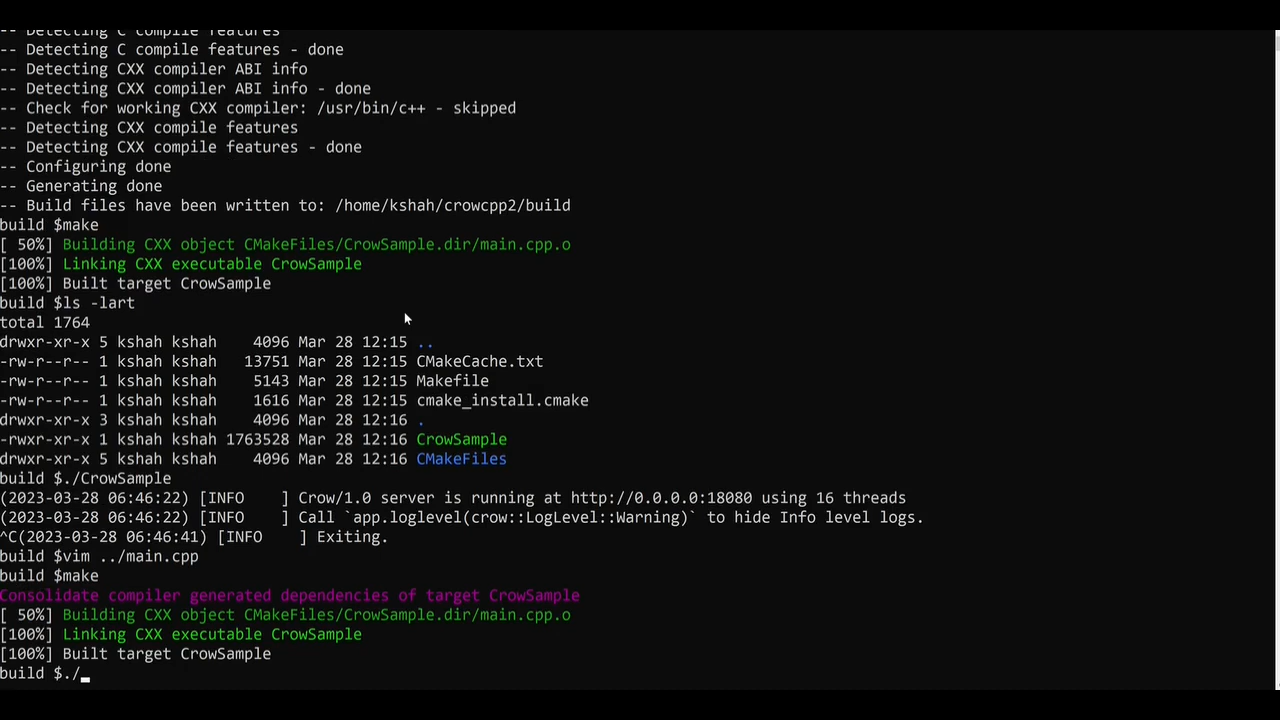 -- Detecting C compile features
-- Detecting C compile features - done
-- Detecting CXX compiler ABI info
-- Detecting CXX compiler ABI info - done
-- Check for working CXX compiler: /usr/bin/c++ - skipped
-- Detecting CXX compile features
-- Detecting CXX compile features - done
-- Configuring done
-- Generating done
-- Build files have been written to: /home/kshah/crowcpp2/build
build $make
[ 50%] Building CXX object CMakeFiles/CrowSample.dir/main.cpp.o
[100%] Linking CXX executable CrowSample
[100%] Built target CrowSample
build $ls -lart
total 1764
drwxr-xr-x 5 kshah kshah    4096 Mar 28 12:15 ..
-rw-r--r-- 1 kshah kshah   13751 Mar 28 12:15 CMakeCache.txt
-rw-r--r-- 1 kshah kshah    5143 Mar 28 12:15 Makefile
-rw-r--r-- 1 kshah kshah    1616 Mar 28 12:15 cmake_install.cmake
drwxr-xr-x 3 kshah kshah    4096 Mar 28 12:16 .
-rwxr-xr-x 1 kshah kshah 1763528 Mar 28 12:16 CrowSample
drwxr-xr-x 5 kshah kshah    4096 Mar 28 12:16 CMakeFiles
build $./CrowSample
(2023-03-28 06:46:22) [INFO    ] Crow/1.0 server is running at http://0.0.0.0:18080 using 16 threads
(2023-03-28 06:46:22) [INFO    ] Call `app.loglevel(crow::LogLevel::Warning)` to hide Info level logs.
^C(2023-03-28 06:46:41) [INFO    ] Exiting.
build $vim ../main.cpp
build $make
Consolidate compiler generated dependencies of target CrowSample
[ 50%] Building CXX object CMakeFiles/CrowSample.dir/main.cpp.o
[100%] Linking CXX executable CrowSample
[100%] Built target CrowSample
build $./